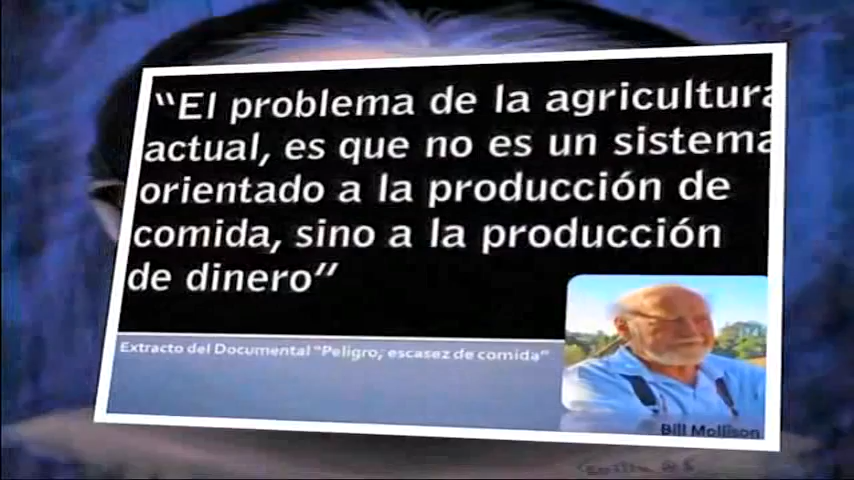 “El problema de la agricultura
actual, es que no es un sistema
orientado a la producción de
comida, sino a la producción
de dinero”
Extracto del Documental “Peligro, escasez de comida”
Bill Mollison